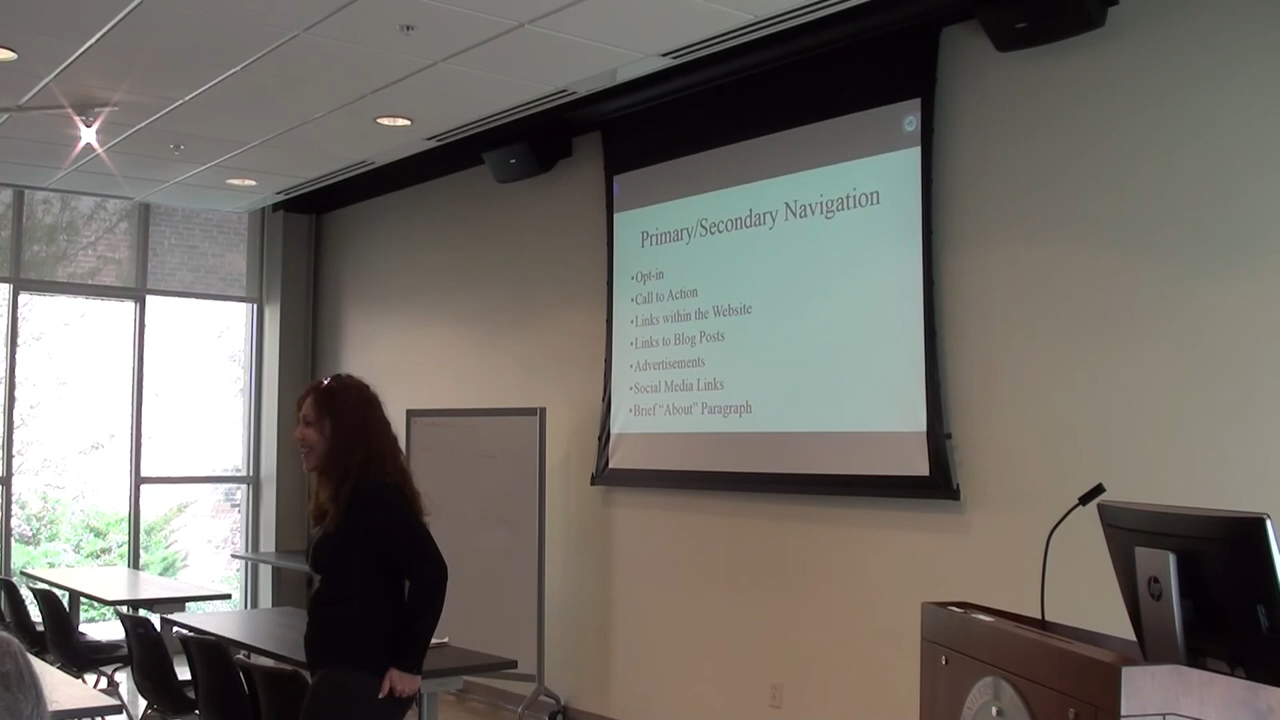 Primary/Secondary Navigation
•Opt-in
•Call to Action
•Links within the Website
•Links to Blog Posts
•Advertisements
•Social Media Links
•Brief “About” Paragraph
hp